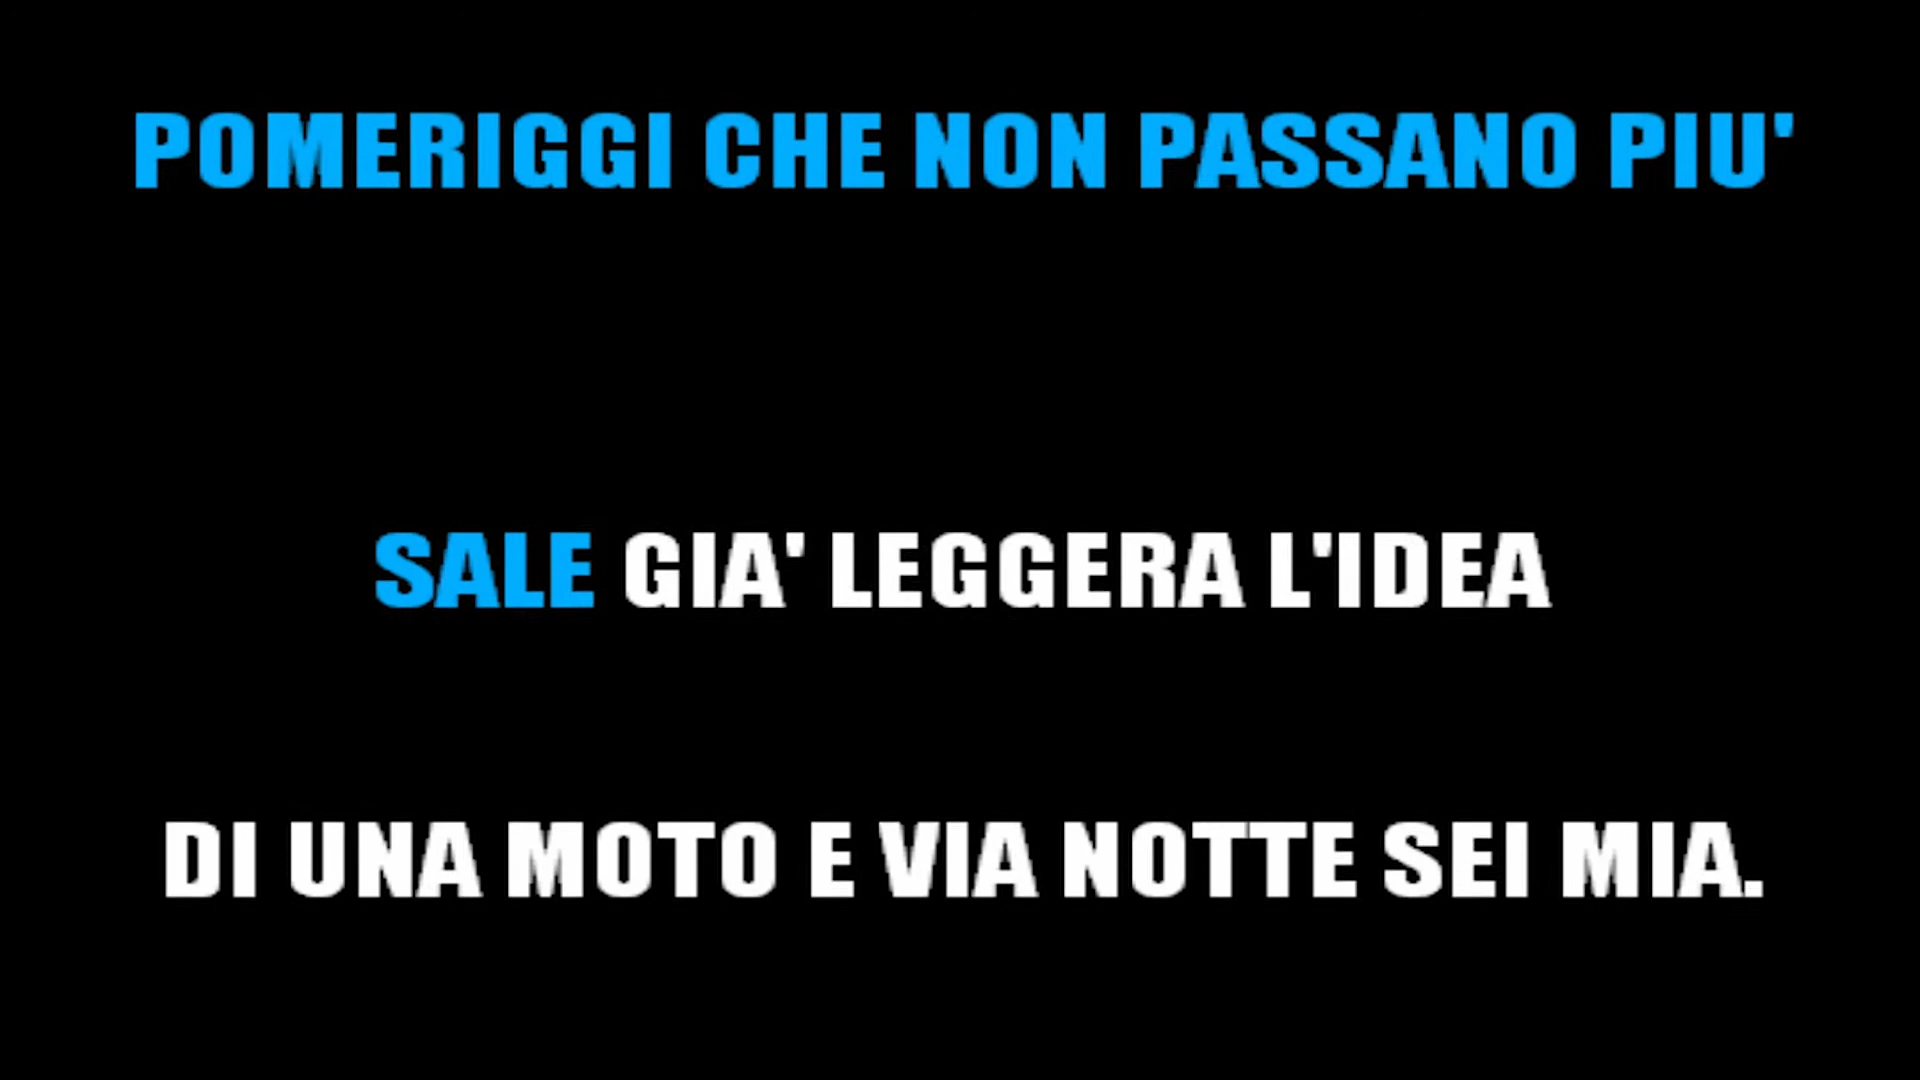 POMERIGGI CHE NON PASSANO PIU'
SALE GIA' LEGGERA L'IDEA
DI UNA MOTO E VIA NOTTE SEI MIA.